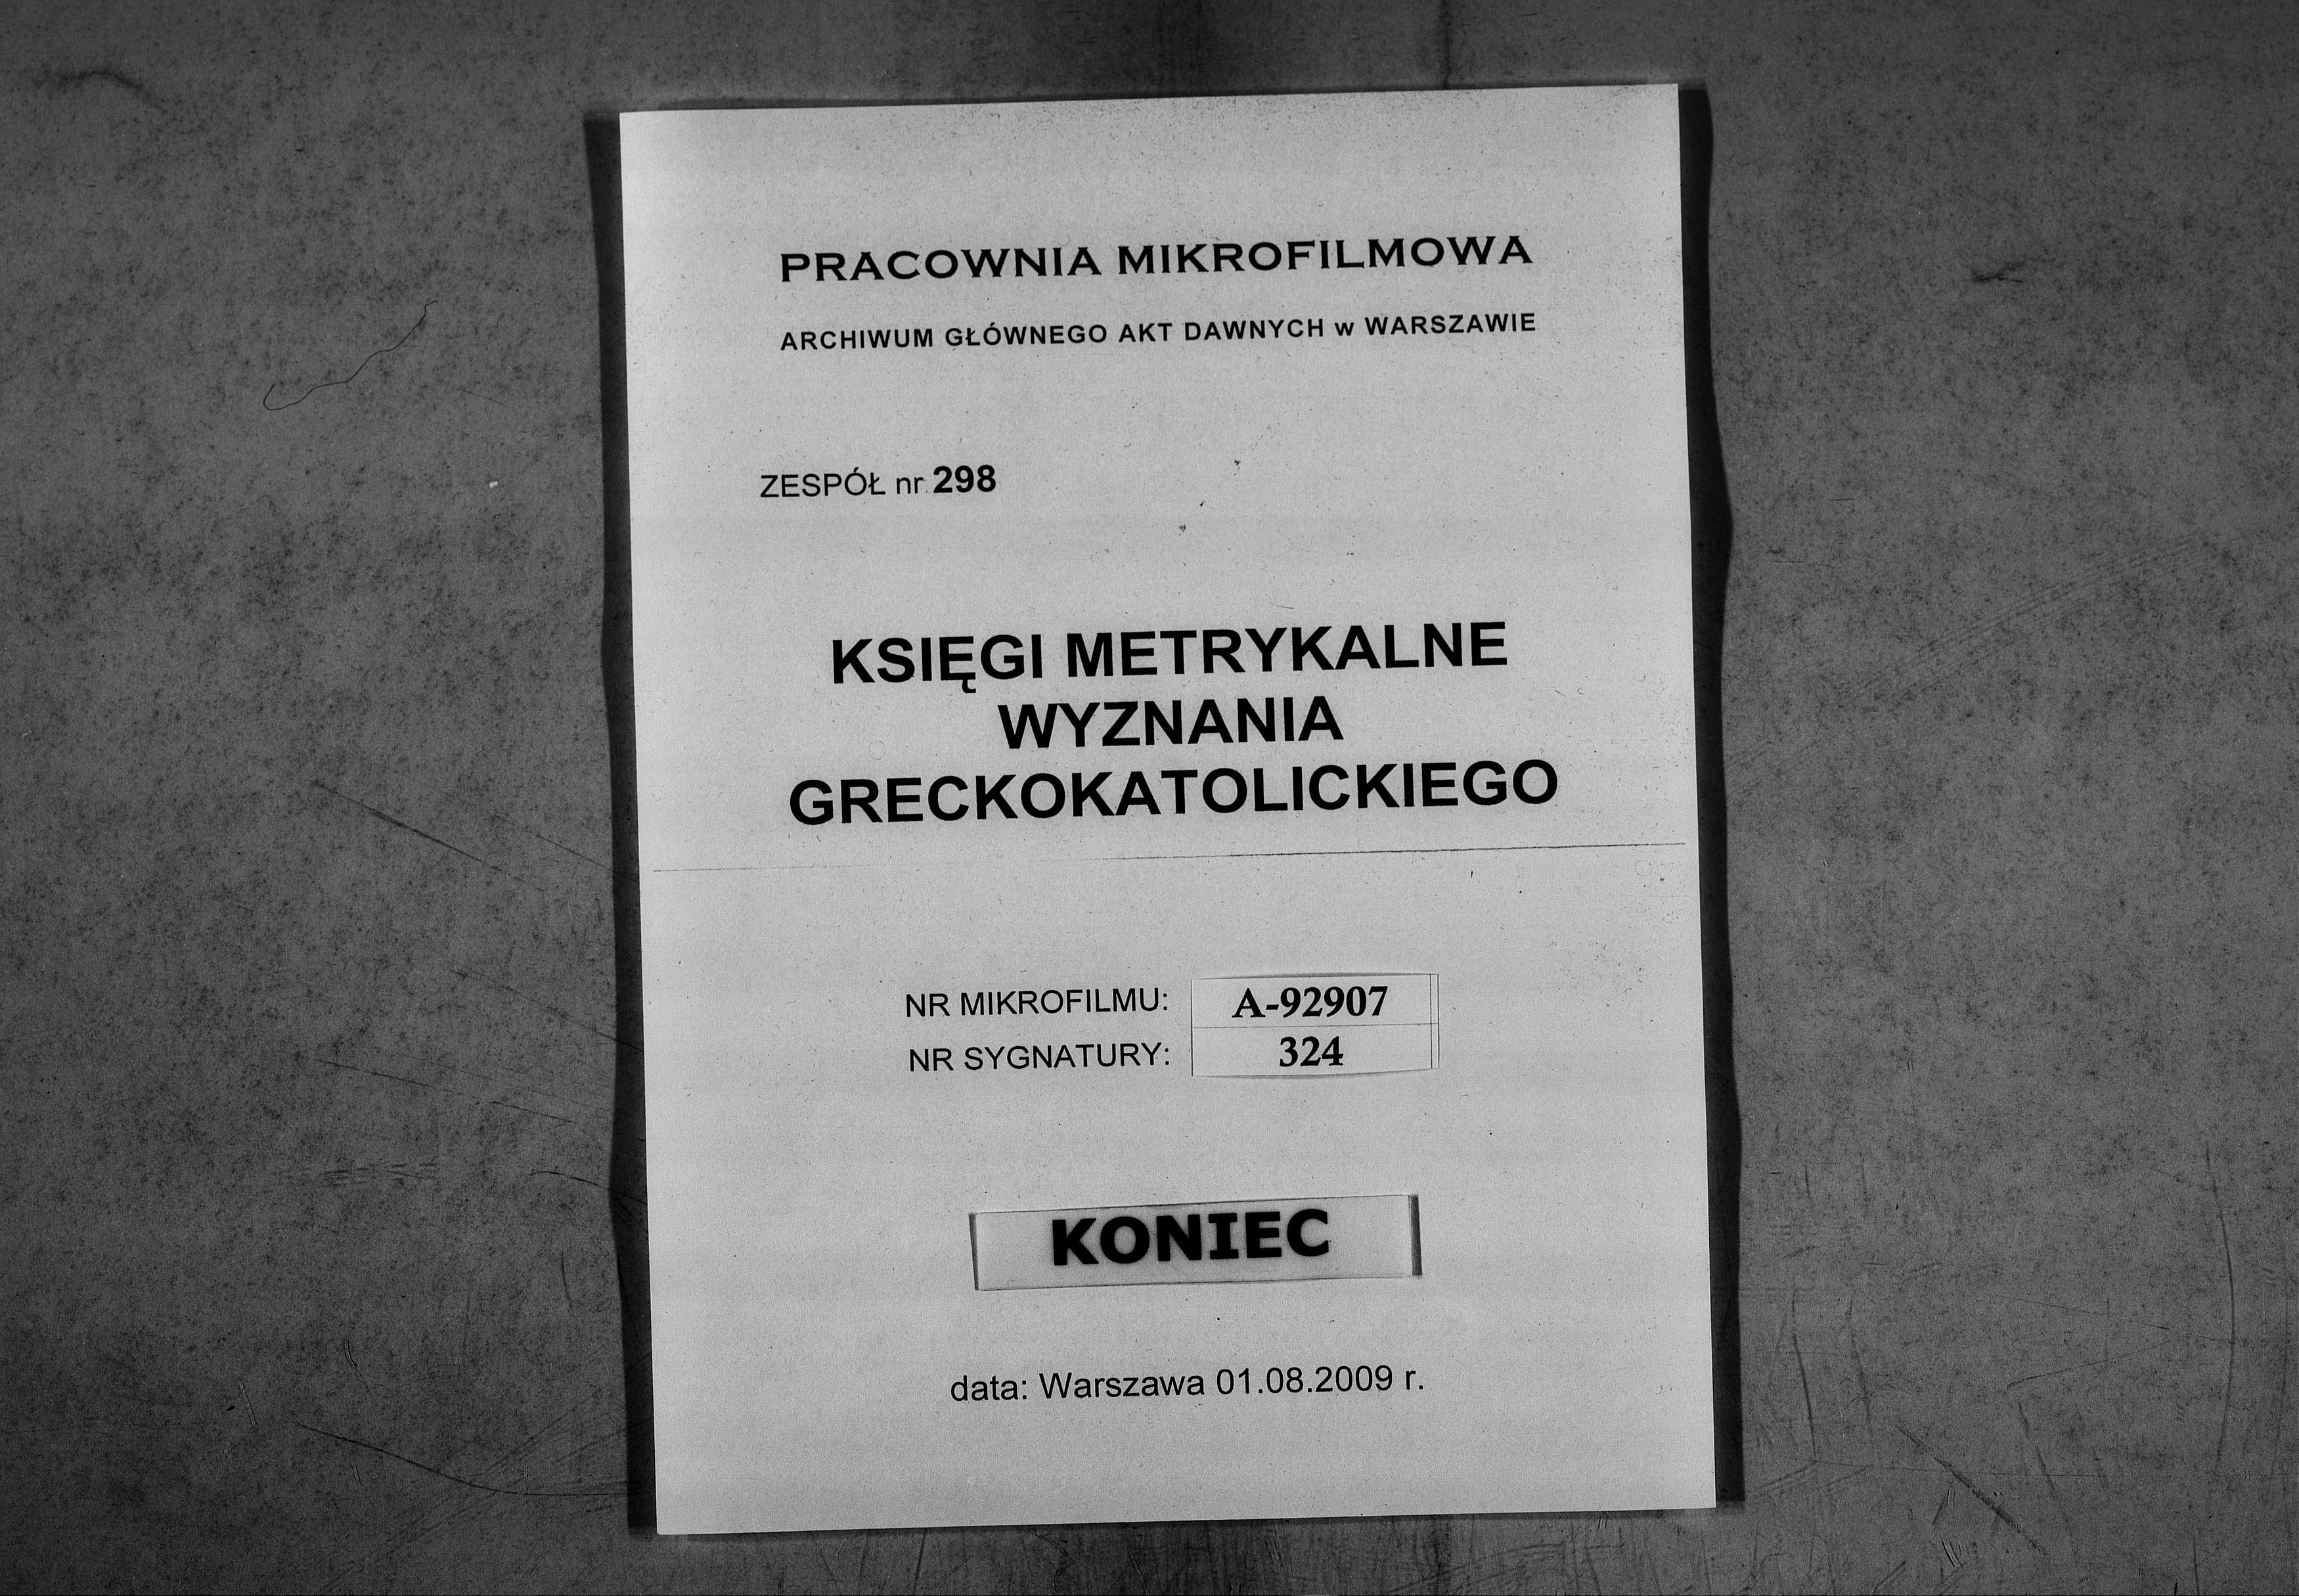 PRACOWNIA MIKROFILMOWA
ARCHIWUM GŁÓWNEGO AKT DAWNYCH w WARSZAWIE
ZESPÓŁ nr 298
KSIĘGI METRYKALNE
WYZNANIA
GRECKOKATOLICKIEGO
NR MIKROFILMU: A-92907
NR SYGNATURY: 324
KONIEC
data: Warszawa 01.08.2009 r.